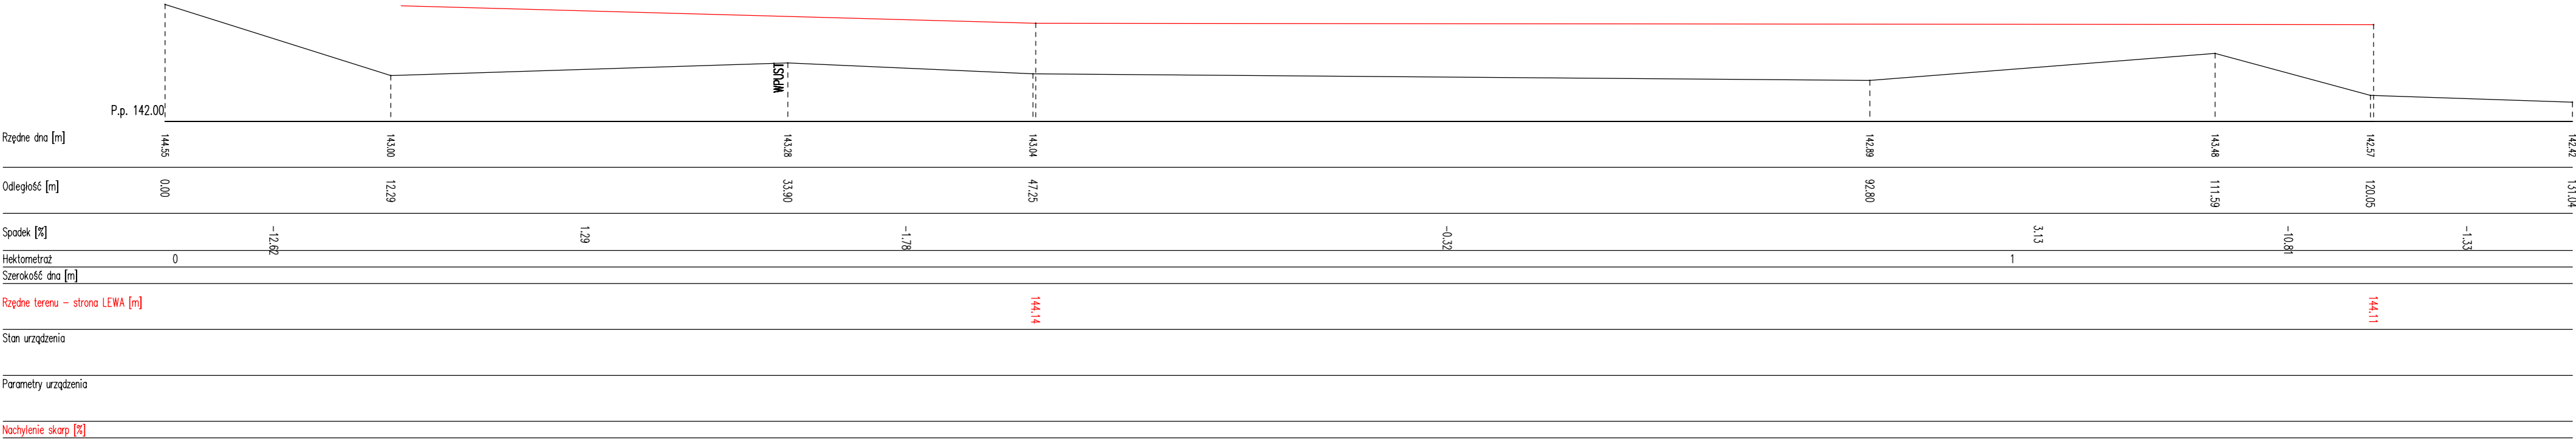 WPUST
P.p. 142.00
Rzędne dna [m] 144.55 143.00 143.28 143.04 142.89 143.48 142.57 142.42
Odległość [m] 0.00 12.29 33.90 47.25 92.80 111.59 120.05 131.04
Spadek [%] -12.62 1.29 -1.78 -0.32 3.13 -10.81 -1.33
Hektometraż 0 1
Szerokość dna [m]
Rzędne terenu - strona LEWA [m] 144.14 144.11
Stan urządzenia
Parametry urządzenia
Nachylenie skarp [%]